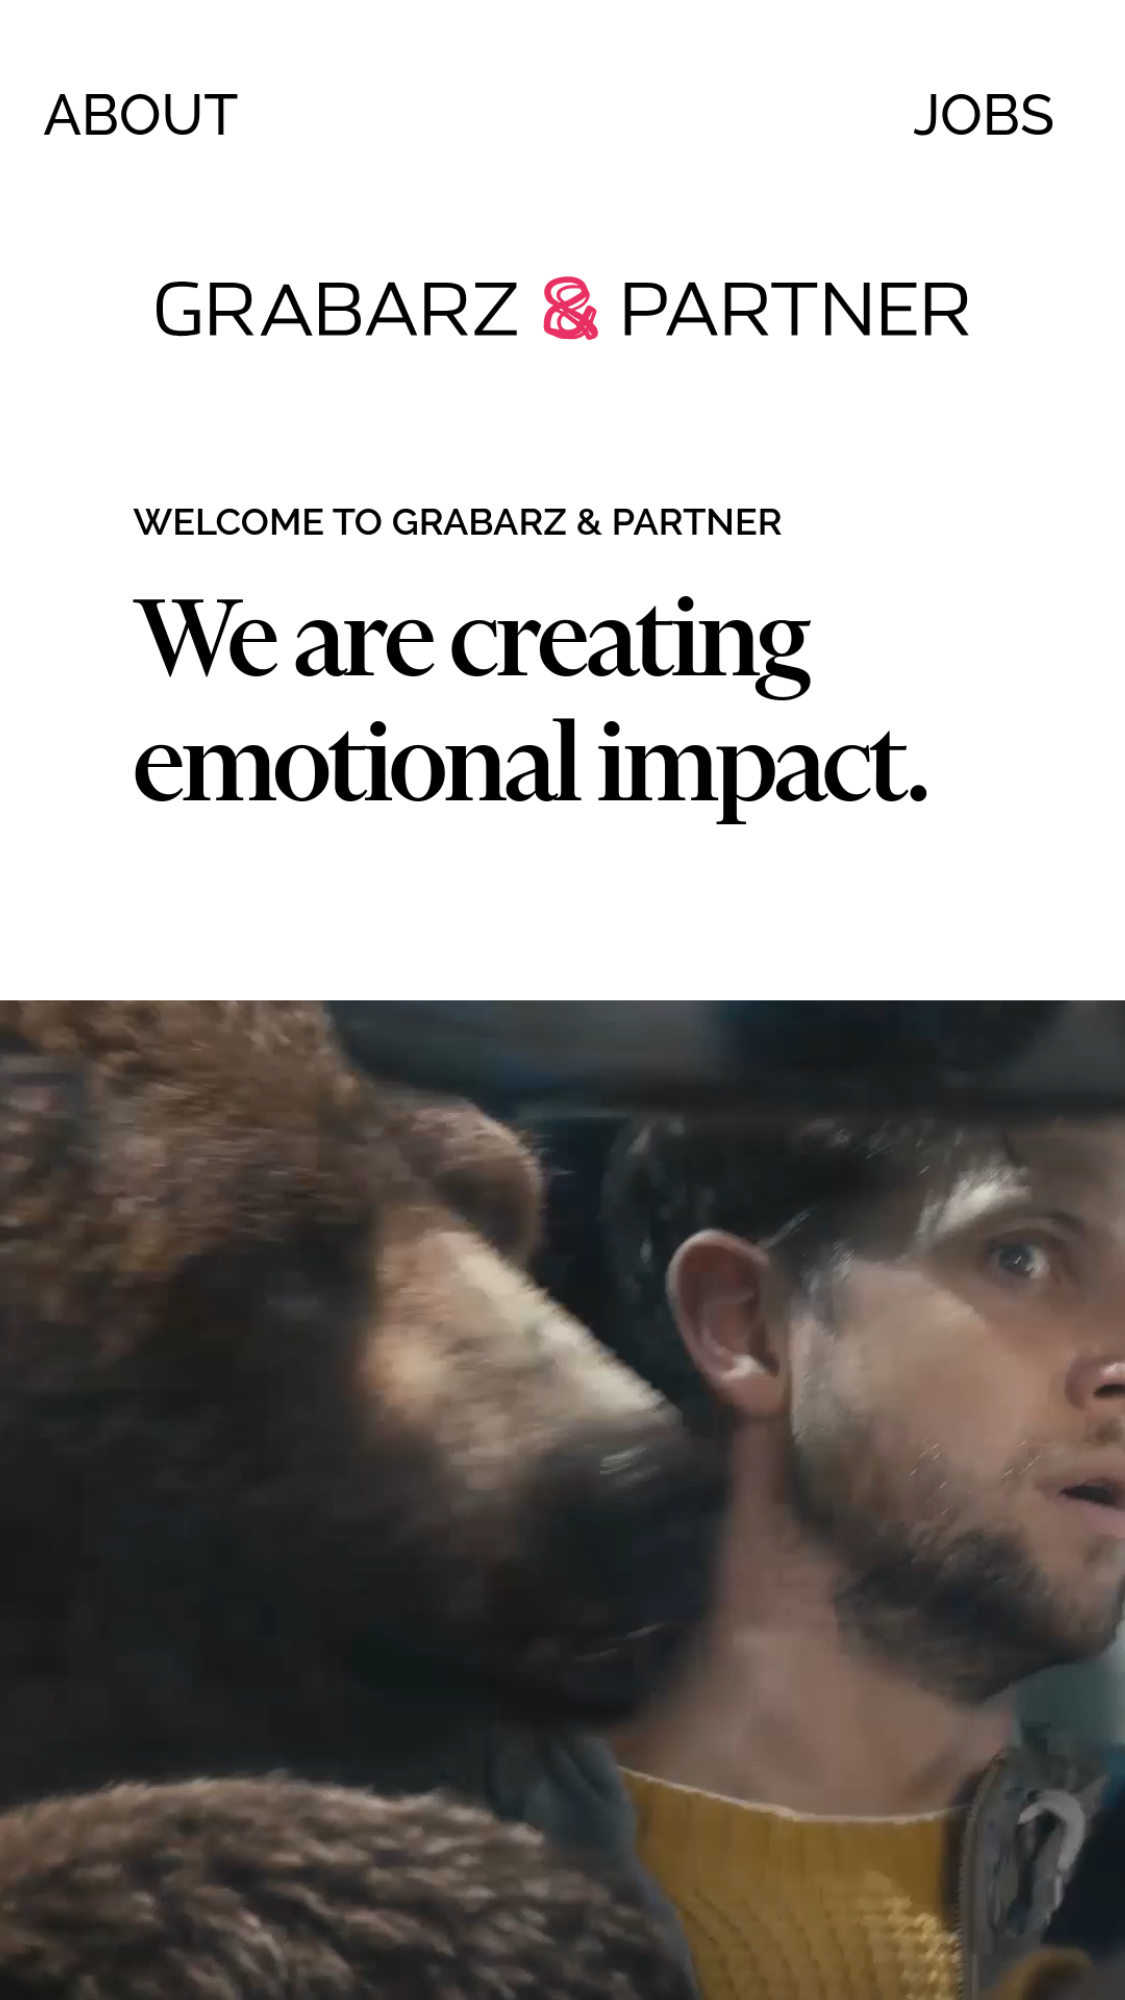 ABOUT
JOBS
GRABARZ & PARTNER
WELCOME TO GRABARZ & PARTNER
We are creating
emotional impact.